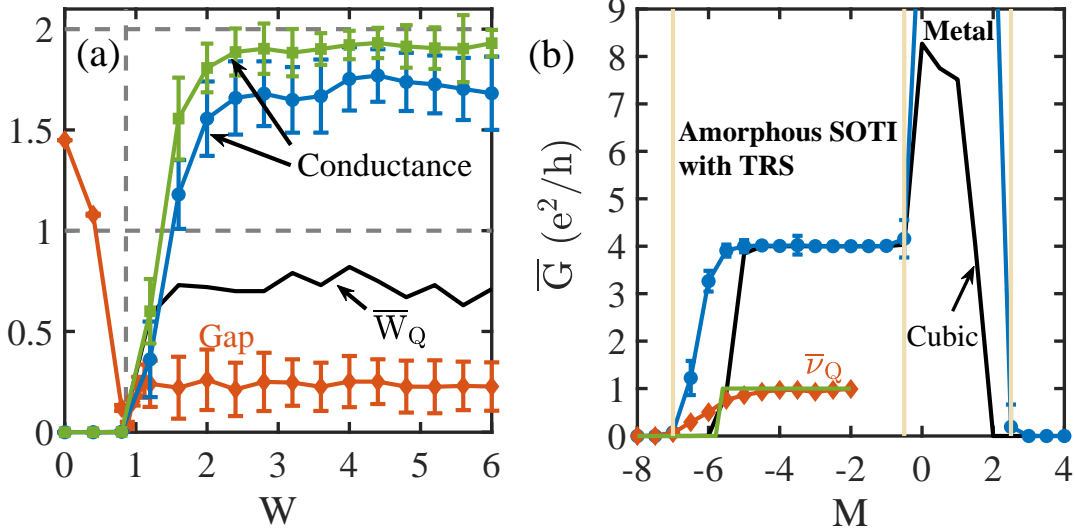 (a)
2
1.5
1
0.5
0
Conductance
W̅_Q
Gap
0 1 2 3 4 5 6
W
(b)
G̅ (e²/h)
9
8
7
6
5
4
3
2
1
0
Metal
Amorphous SOTI
with TRS
Cubic
ν̅_Q
-8 -6 -4 -2 0 2 4
M